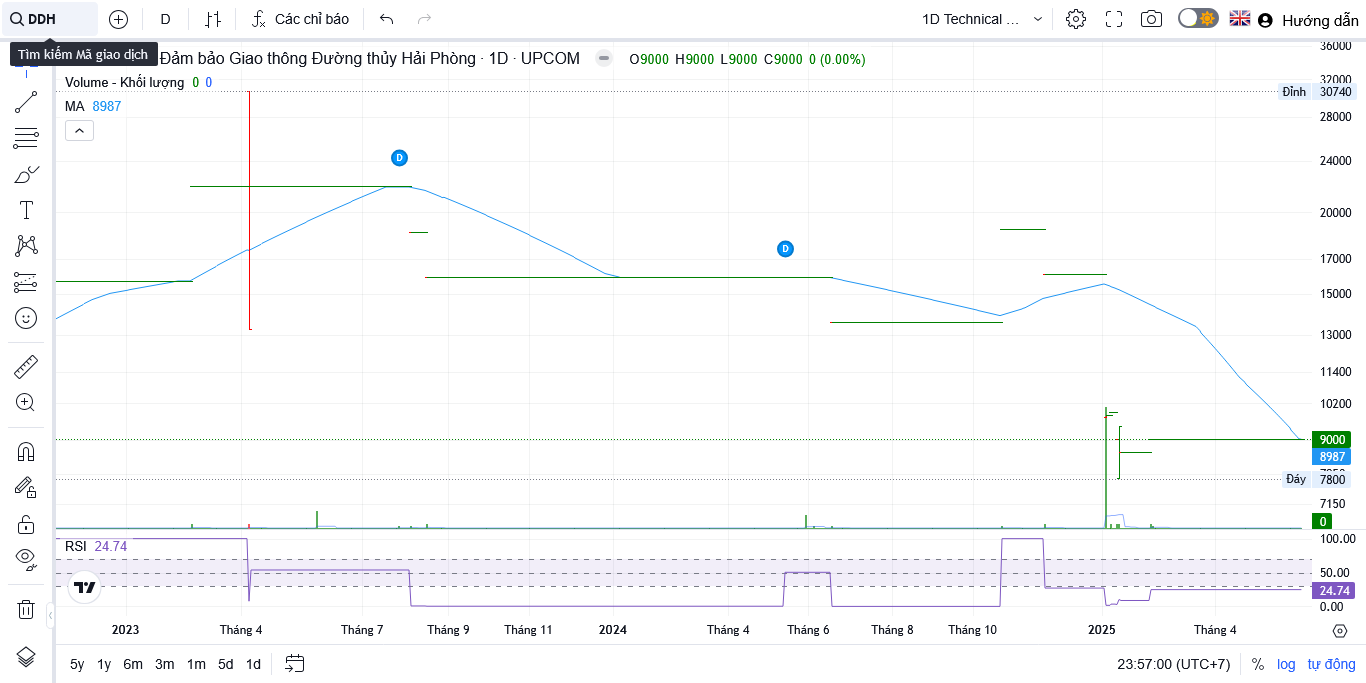 DDH
D
Các chỉ báo
1D Technical ...
Hướng dẫn
Tìm kiếm Mã giao dịch
Đảm bảo Giao thông Đường thủy Hải Phòng · 1D · UPCOM
O9000 H9000 L9000 C9000 0 (0.00%)
Volume - Khối lượng 0 0
MA 8987
D
D
36000
32000
Đỉnh 30740
28000
24000
20000
17000
15000
13000
11400
10200
9000
8987
Đáy 7800
7150
0
RSI 24.74
100.00
50.00
24.74
0.00
2023 Tháng 4 Tháng 7 Tháng 9 Tháng 11 2024 Tháng 4 Tháng 6 Tháng 8 Tháng 10 2025 Tháng 4
5y 1y 6m 3m 1m 5d 1d
23:57:00 (UTC+7) % log tự động